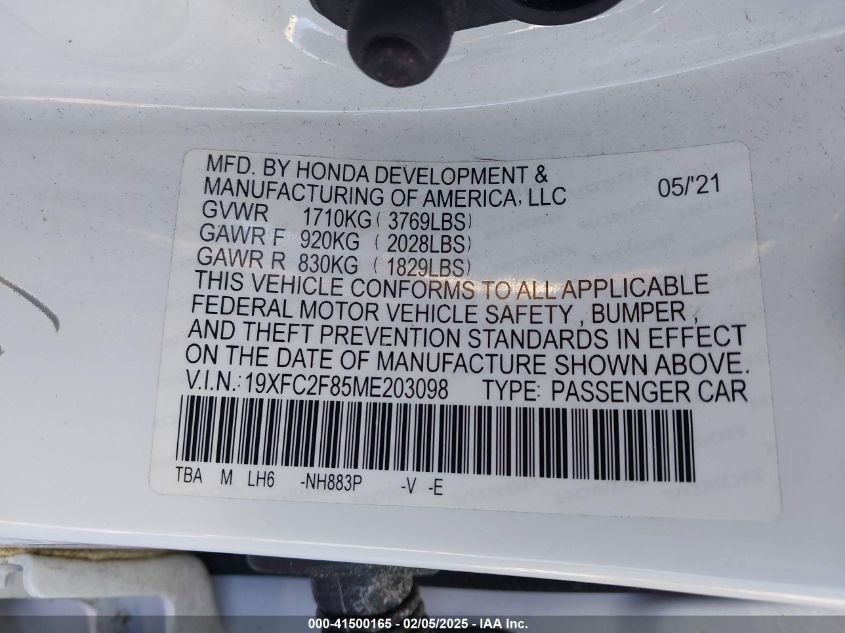 MFD. BY HONDA DEVELOPMENT &
MANUFACTURING OF AMERICA, LLC 05/'21
GVWR 1710KG ( 3769LBS)
GAWR F 920KG ( 2028LBS)
GAWR R 830KG ( 1829LBS)
THIS VEHICLE CONFORMS TO ALL APPLICABLE
FEDERAL MOTOR VEHICLE SAFETY , BUMPER ,
AND THEFT PREVENTION STANDARDS IN EFFECT
ON THE DATE OF MANUFACTURE SHOWN ABOVE.
V.I.N.: 19XFC2F85ME203098 TYPE: PASSENGER CAR
TBA M LH6 -NH883P -V -E
000-41500165 - 02/05/2025 - IAA Inc.